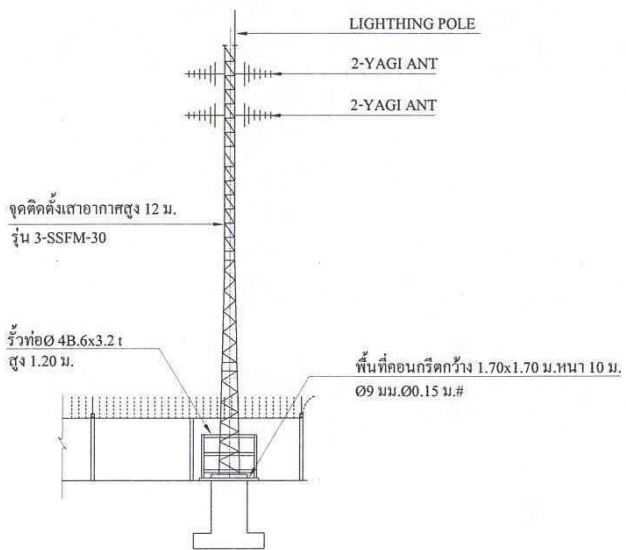 LIGHTHING POLE
2-YAGI ANT
2-YAGI ANT
จุดติดตั้งเสาอากาศสูง 12 ม.
รุ่น 3-SSFM-30
รั้วท่อØ 4B.6x3.2 t
สูง 1.20 ม.
พื้นที่คอนกรีตกว้าง 1.70x1.70 ม.หนา 10 ม.
Ø9 มม.Ø0.15 ม.#